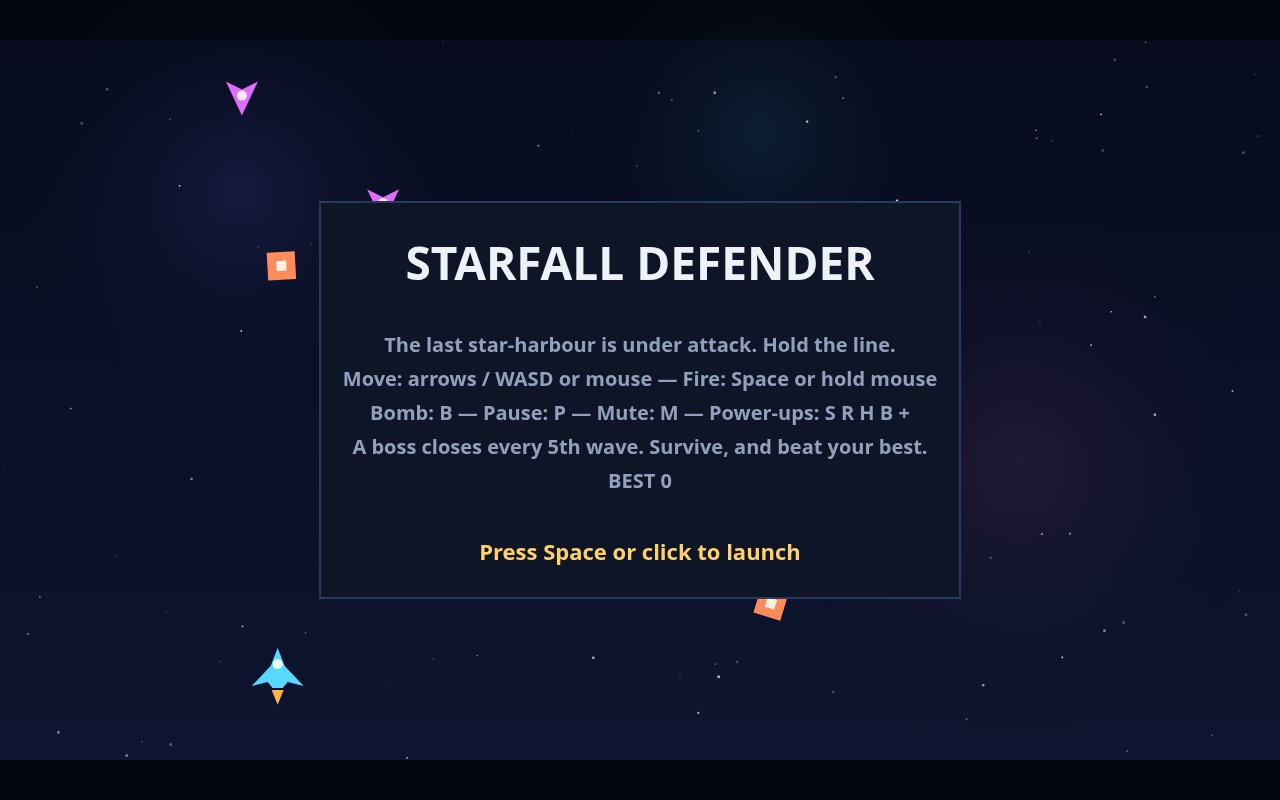 STARFALL DEFENDER
The last star-harbour is under attack. Hold the line.
Move: arrows / WASD or mouse — Fire: Space or hold mouse
Bomb: B — Pause: P — Mute: M — Power-ups: S R H B +
A boss closes every 5th wave. Survive, and beat your best.
BEST 0
Press Space or click to launch